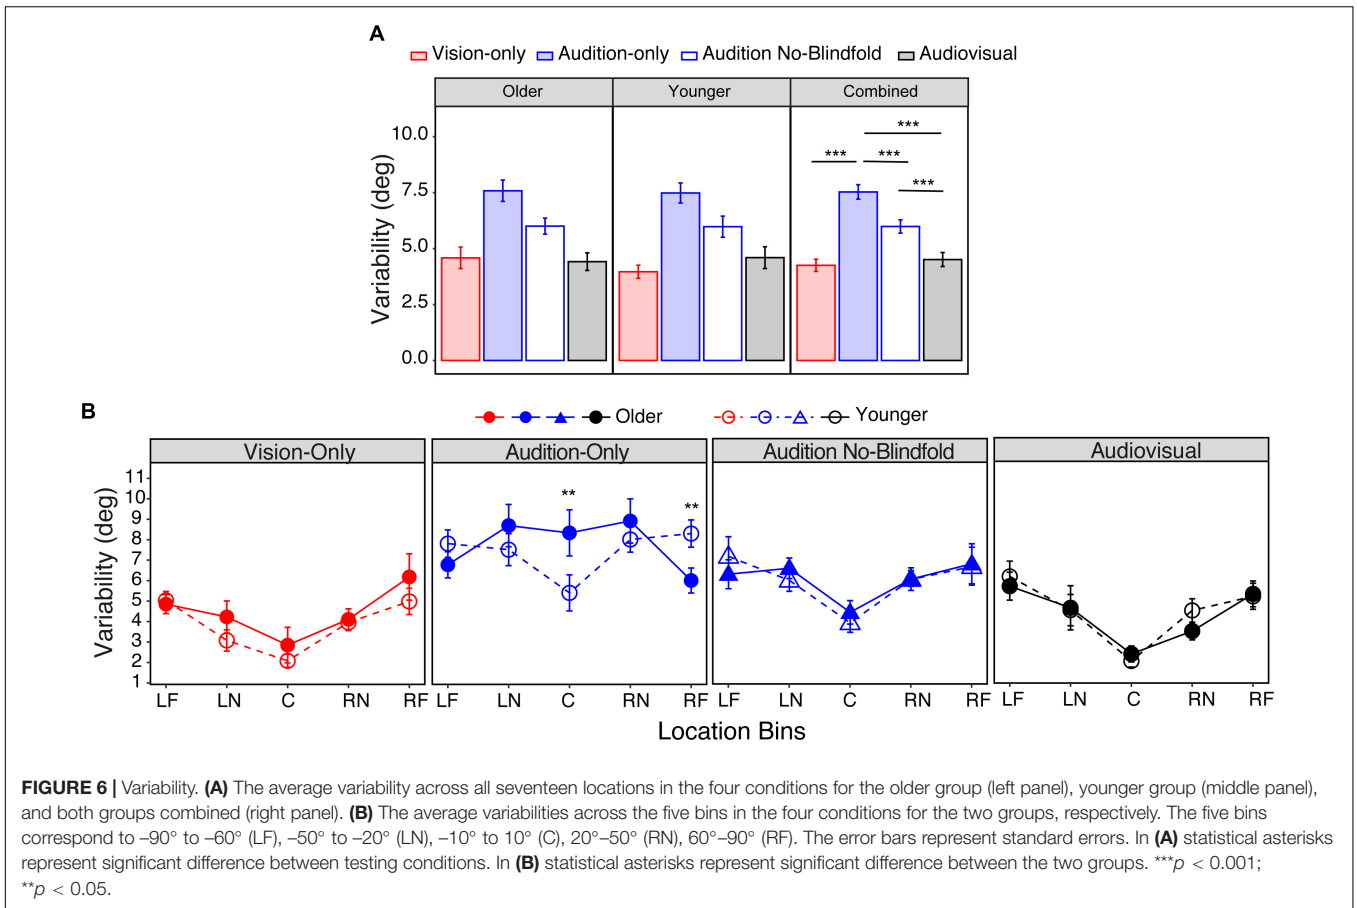 A
Vision-only Audition-only Audition No-Blindfold Audiovisual
Older Younger Combined
Variability (deg)
10.0
7.5
5.0
2.5
0.0
***
*** ***
***
B
Older Younger
Vision-Only Audition-Only Audition No-Blindfold Audiovisual
Variability (deg)
11
10
9
8
7
6
5
4
3
2
1
** **
LF LN C RN RF LF LN C RN RF LF LN C RN RF LF LN C RN RF
Location Bins
FIGURE 6 | Variability. (A) The average variability across all seventeen locations in the four conditions for the older group (left panel), younger group (middle panel),
and both groups combined (right panel). (B) The average variabilities across the five bins in the four conditions for the two groups, respectively. The five bins
correspond to –90° to –60° (LF), –50° to –20° (LN), –10° to 10° (C), 20°–50° (RN), 60°–90° (RF). The error bars represent standard errors. In (A) statistical asterisks
represent significant difference between testing conditions. In (B) statistical asterisks represent significant difference between the two groups. ***p < 0.001;
**p < 0.05.